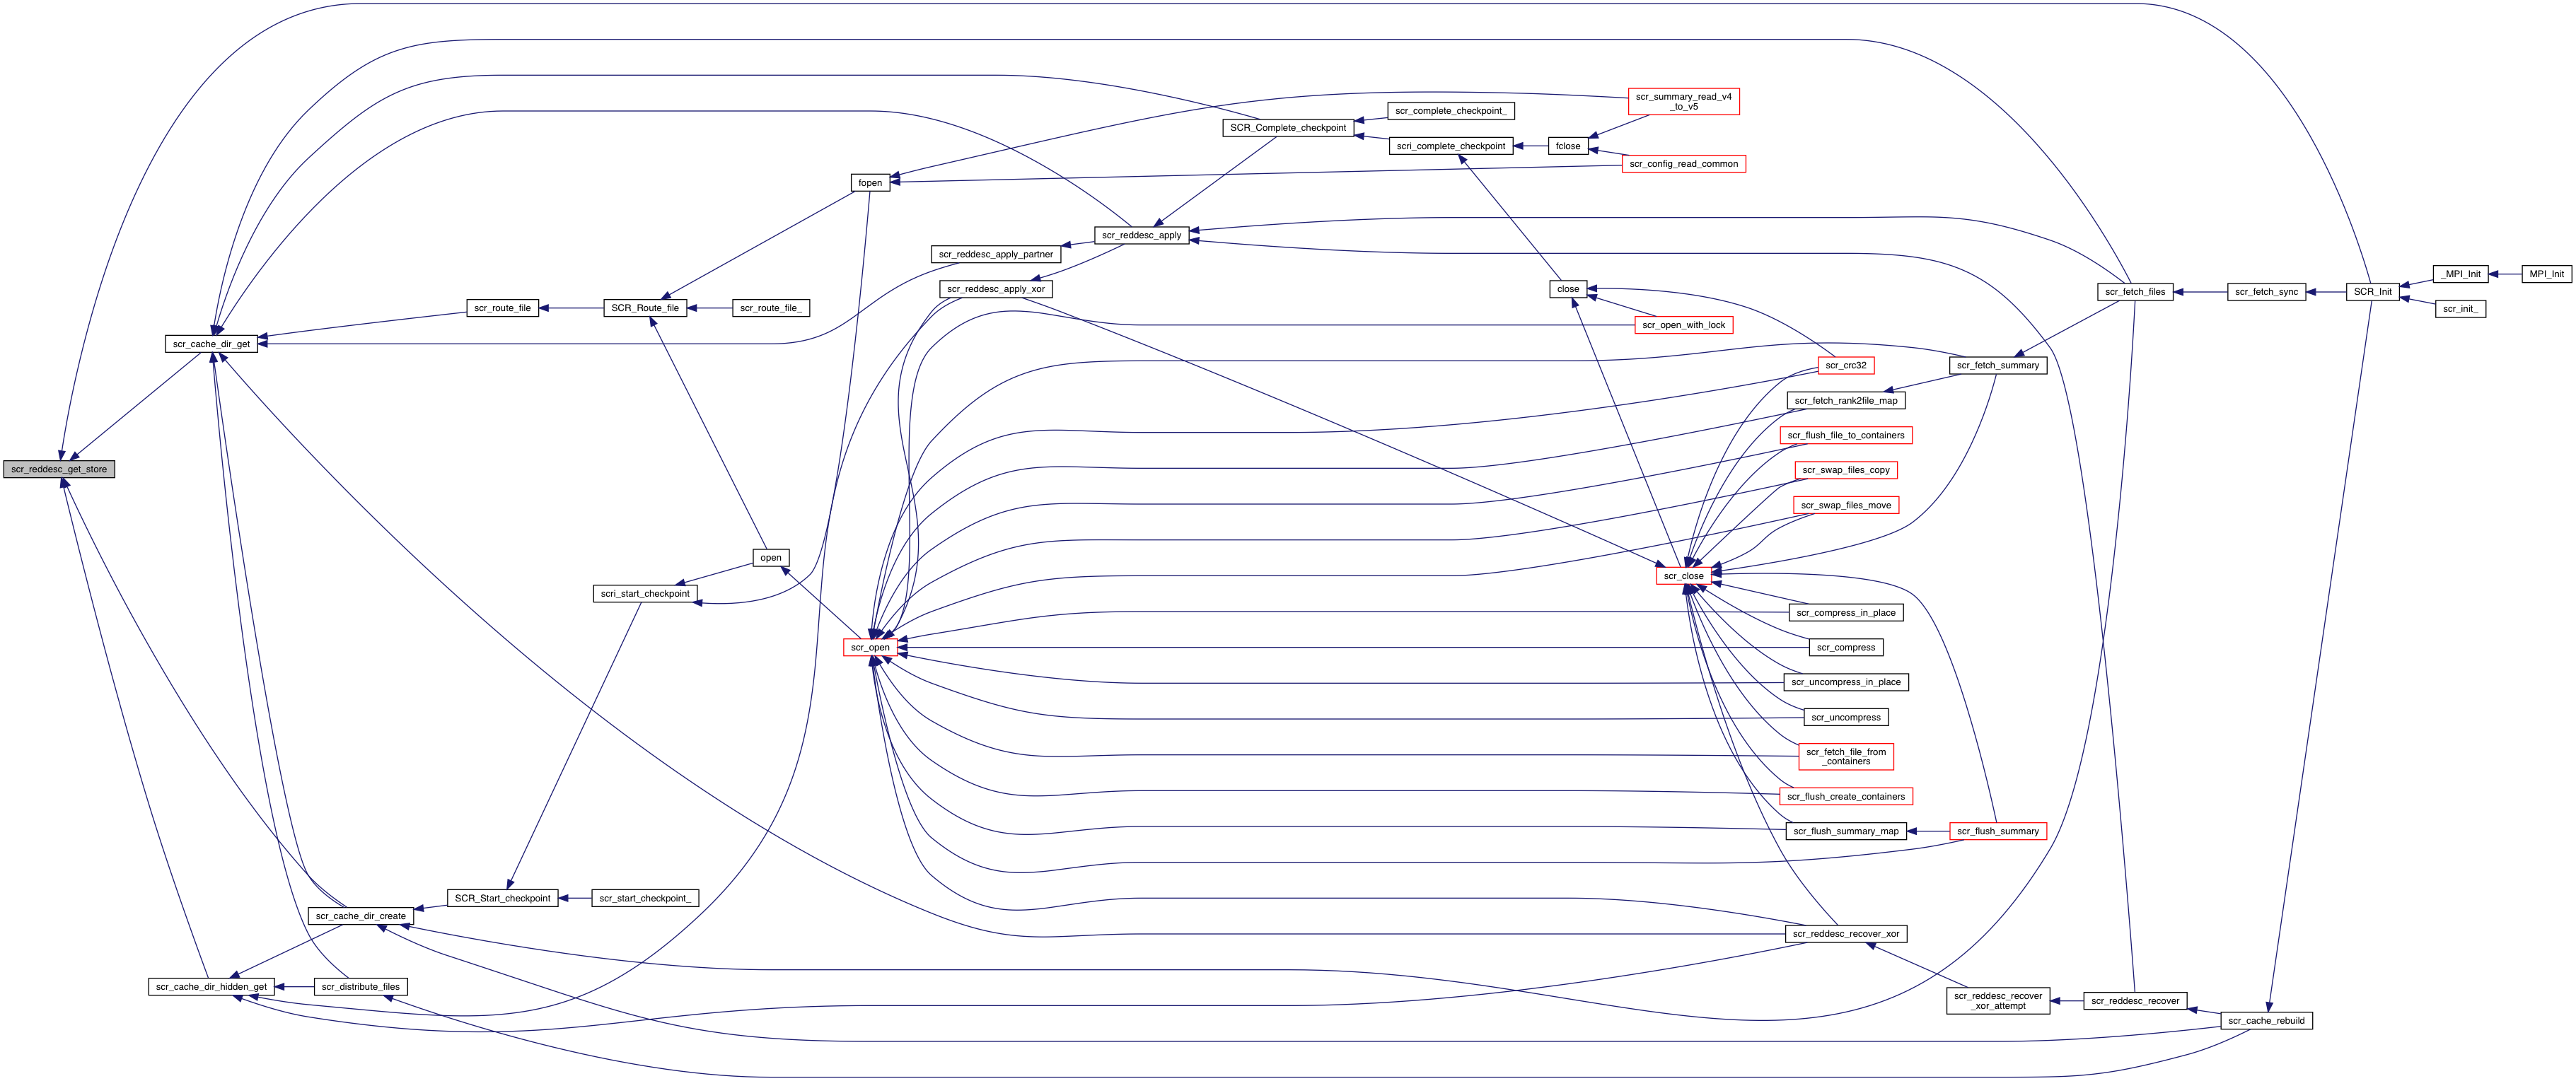 scr_summary_read_v4
_to_v5
scr_complete_checkpoint_
SCR_Complete_checkpoint
scri_complete_checkpoint
fclose
scr_config_read_common
fopen
scr_reddesc_apply
scr_reddesc_apply_partner
_MPI_Init
MPI_Init
scr_reddesc_apply_xor
close
scr_fetch_files
scr_fetch_sync
SCR_Init
scr_route_file
SCR_Route_file
scr_route_file_
scr_init_
scr_open_with_lock
scr_cache_dir_get
scr_crc32
scr_fetch_summary
scr_fetch_rank2file_map
scr_flush_file_to_containers
scr_reddesc_get_store
scr_swap_files_copy
scr_swap_files_move
open
scr_close
scri_start_checkpoint
scr_compress_in_place
scr_open
scr_compress
scr_uncompress_in_place
scr_uncompress
scr_fetch_file_from
_containers
scr_flush_create_containers
scr_flush_summary_map
scr_flush_summary
SCR_Start_checkpoint
scr_start_checkpoint_
scr_cache_dir_create
scr_reddesc_recover_xor
scr_cache_dir_hidden_get
scr_distribute_files
scr_reddesc_recover
_xor_attempt
scr_reddesc_recover
scr_cache_rebuild